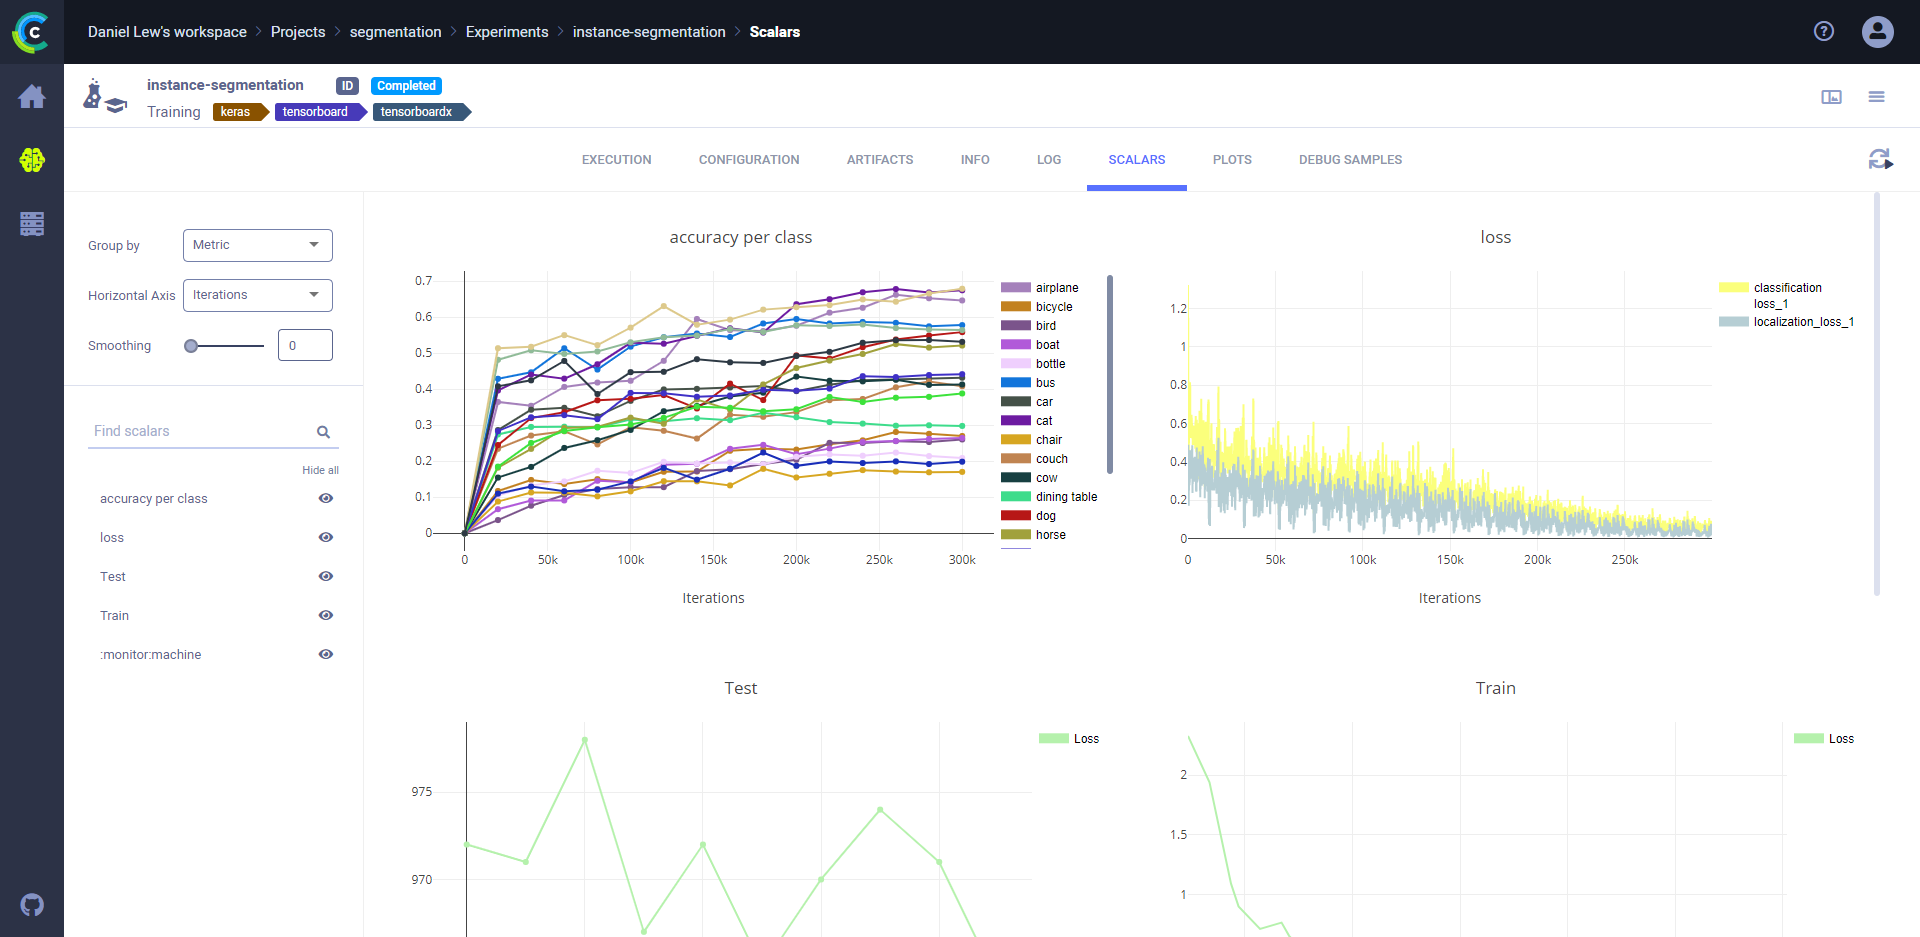 Daniel Lew's workspace > Projects > segmentation > Experiments > instance-segmentation > Scalars
instance-segmentation ID Completed
Training keras tensorboard tensorboardx
EXECUTION CONFIGURATION ARTIFACTS INFO LOG SCALARS PLOTS DEBUG SAMPLES
Group by Metric
Horizontal Axis Iterations
Smoothing 0
Find scalars
Hide all
accuracy per class
loss
Test
Train
:monitor:machine
accuracy per class
0.7
0.6
0.5
0.4
0.3
0.2
0.1
0
0 50k 100k 150k 200k 250k 300k
Iterations
airplane
bicycle
bird
boat
bottle
bus
car
cat
chair
couch
cow
dining table
dog
horse
loss
1.2
1
0.8
0.6
0.4
0.2
0
0 50k 100k 150k 200k 250k
Iterations
classification
loss_1
localization_loss_1
Test
975
970
Loss
Train
2
1.5
1
Loss